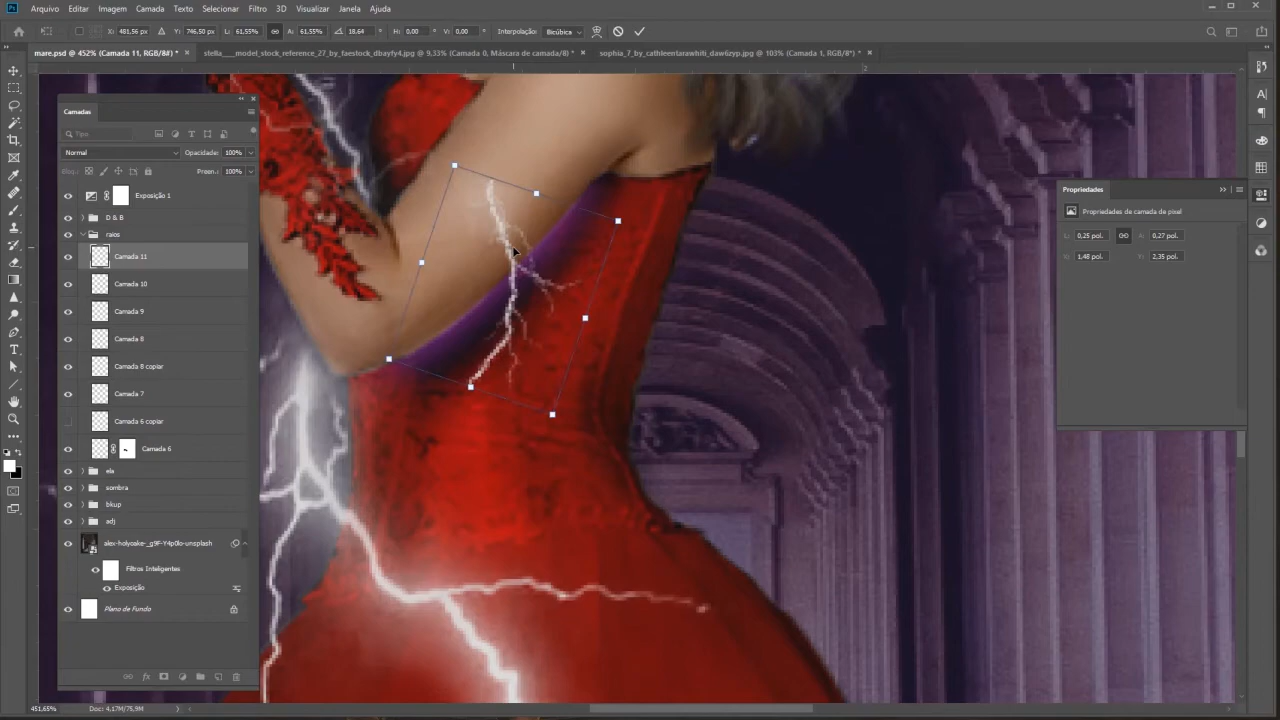 Ps Arquivo Editar Imagem Camada Texto Selecionar Filtro 3D Visualizar Janela Ajuda
X: 481,56 px Y: 746,50 px L: 61,55% A: 61,55% 18,64 ° H: 0,00 ° V: 0,00 ° Interpolação: Bicúbica
mare.psd @ 452% (Camada 11, RGB/8#) * × stella___model_stock_reference_27_by_faestock_dbayfy4.jpg @ 9,33% (Camada 0, Máscara de camada/8) * × sophia_7_by_cathleentarawhiti_daw6zyp.jpg @ 103% (Camada 1, RGB/8*) * ×
2
Camadas
Tipo
Normal Opacidade: 100%
Bloq.: Preen.: 100%
Exposição 1
D & B
raios
Camada 11
Camada 10
Camada 9
Camada 8
Camada 8 copiar
Camada 7
Camada 6 copiar
Camada 6
ela
sombra
bkup
adj
alex-holyoake-_g9F-Y4p0lo-unsplash
Filtros Inteligentes
Exposição
Plano de Fundo
fx
Propriedades
Propriedades de camada de pixel
L: 0,25 pol. A: 0,27 pol.
X: 1,48 pol. Y: 2,35 pol.
451,65% Doc: 4,17M/75,9M